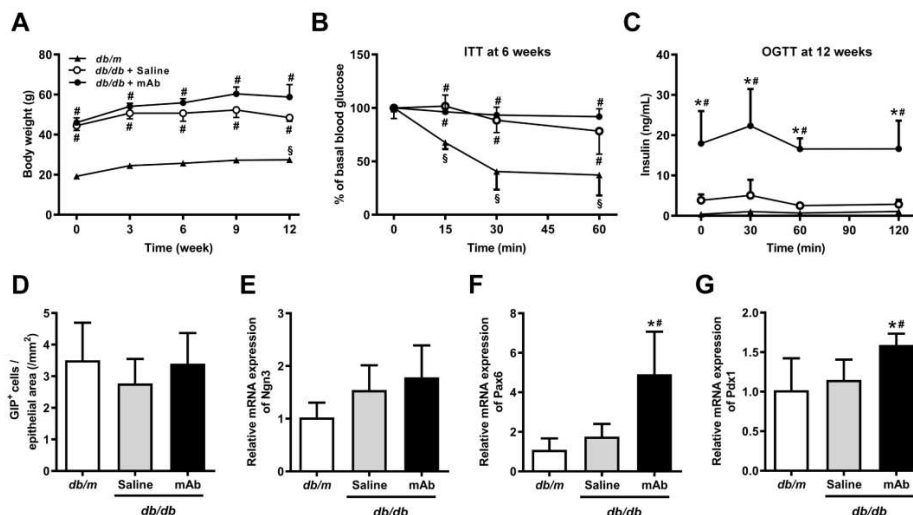 A
db/m
db/db + Saline
db/db + mAb
Body weight (g)
80
60
40
20
0
# # # # #
# # # # #
§
0 3 6 9 12
Time (week)
B
ITT at 6 weeks
% of basal blood glucose
150
100
50
0
# # #
# # #
§ § §
0 15 30 45 60
Time (min)
C
OGTT at 12 weeks
Insulin (ng/mL)
40
30
20
10
0
*# *# *# *#
0 30 60 90 120
Time (min)
D
GIP+ cells /
epithelial area (/mm²)
5
4
3
2
1
0
db/m Saline mAb
db/db
E
Relative mRNA expression
of Ngn3
3
2
1
0
db/m Saline mAb
db/db
F
Relative mRNA expression
of Pax6
8
6
4
2
0
*#
db/m Saline mAb
db/db
G
Relative mRNA expression
of Pdx1
2.0
1.5
1.0
0.5
0.0
*#
db/m Saline mAb
db/db